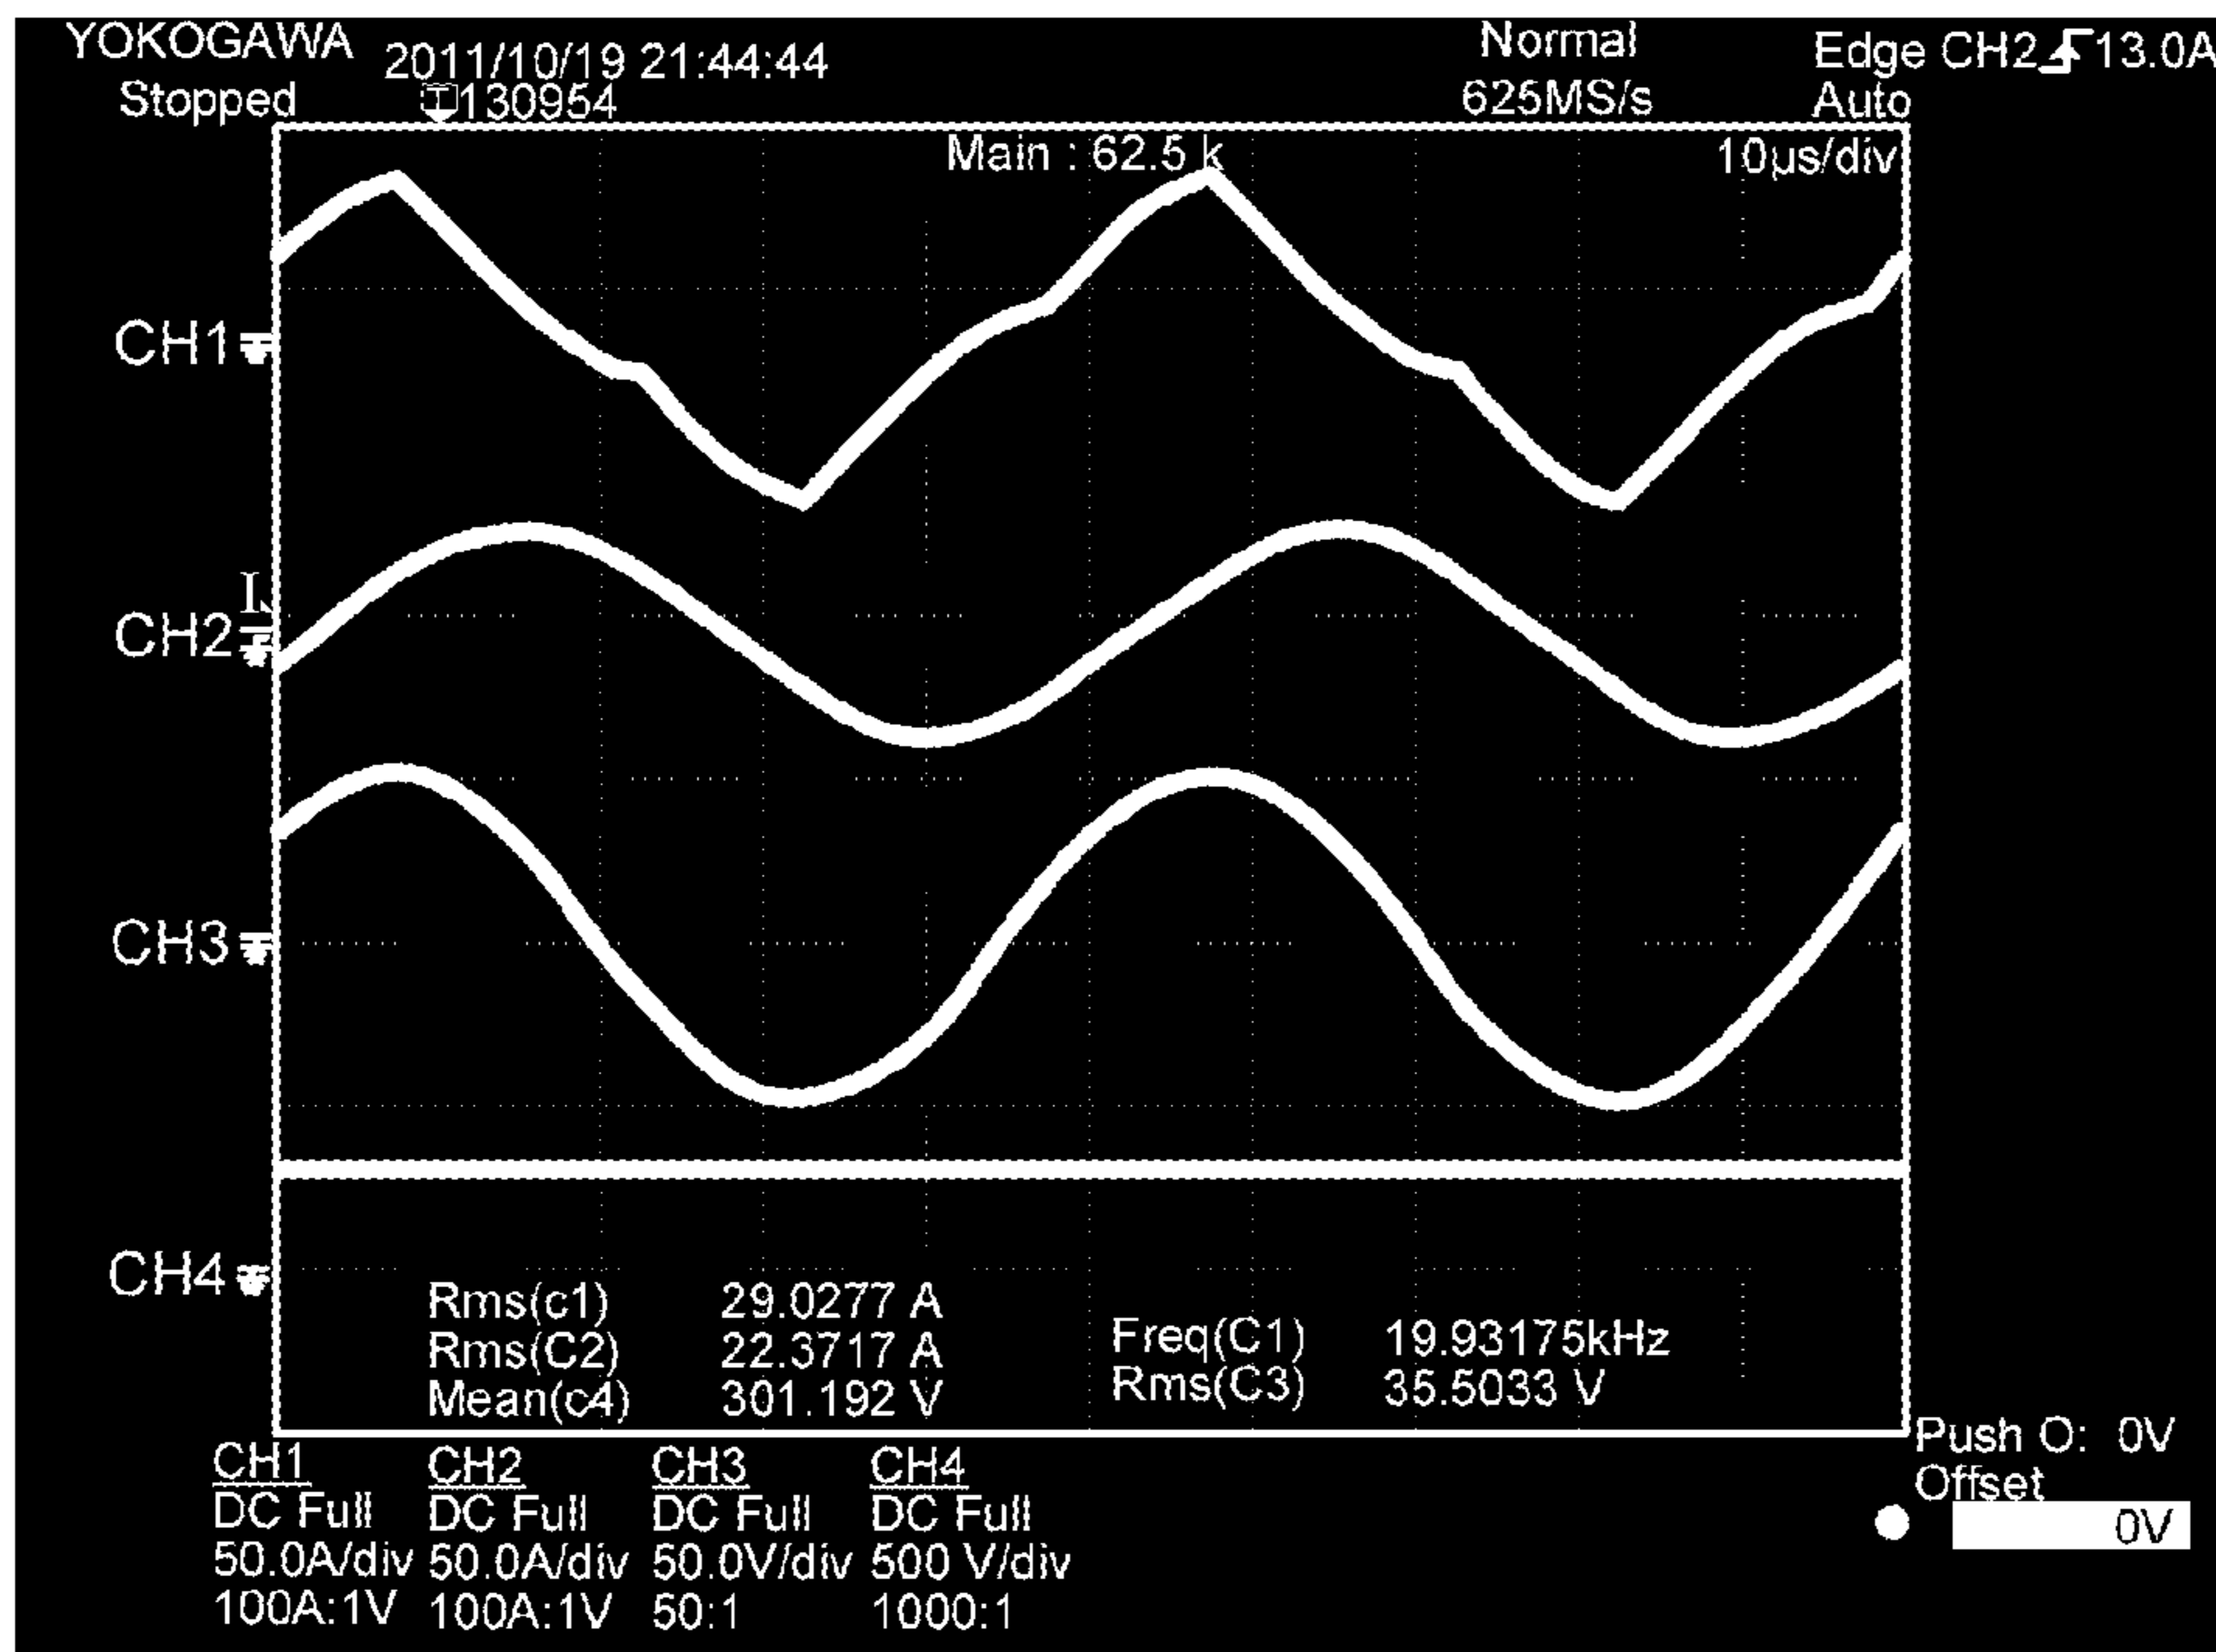 YOKOGAWA 2011/10/19 21:44:44 Normal Edge CH2 13.0A
Stopped 130954 625MS/s Auto
Main : 62.5 k 10µs/div
CH1
CH2
CH3
CH4
Rms(c1) 29.0277 A
Rms(C2) 22.3717 A
Mean(c4) 301.192 V
Freq(C1) 19.93175kHz
Rms(C3) 35.5033 V
Push O: 0V
Offset
0V
CH1 CH2 CH3 CH4
DC Full DC Full DC Full DC Full
50.0A/div 50.0A/div 50.0V/div 500 V/div
100A:1V 100A:1V 50:1 1000:1